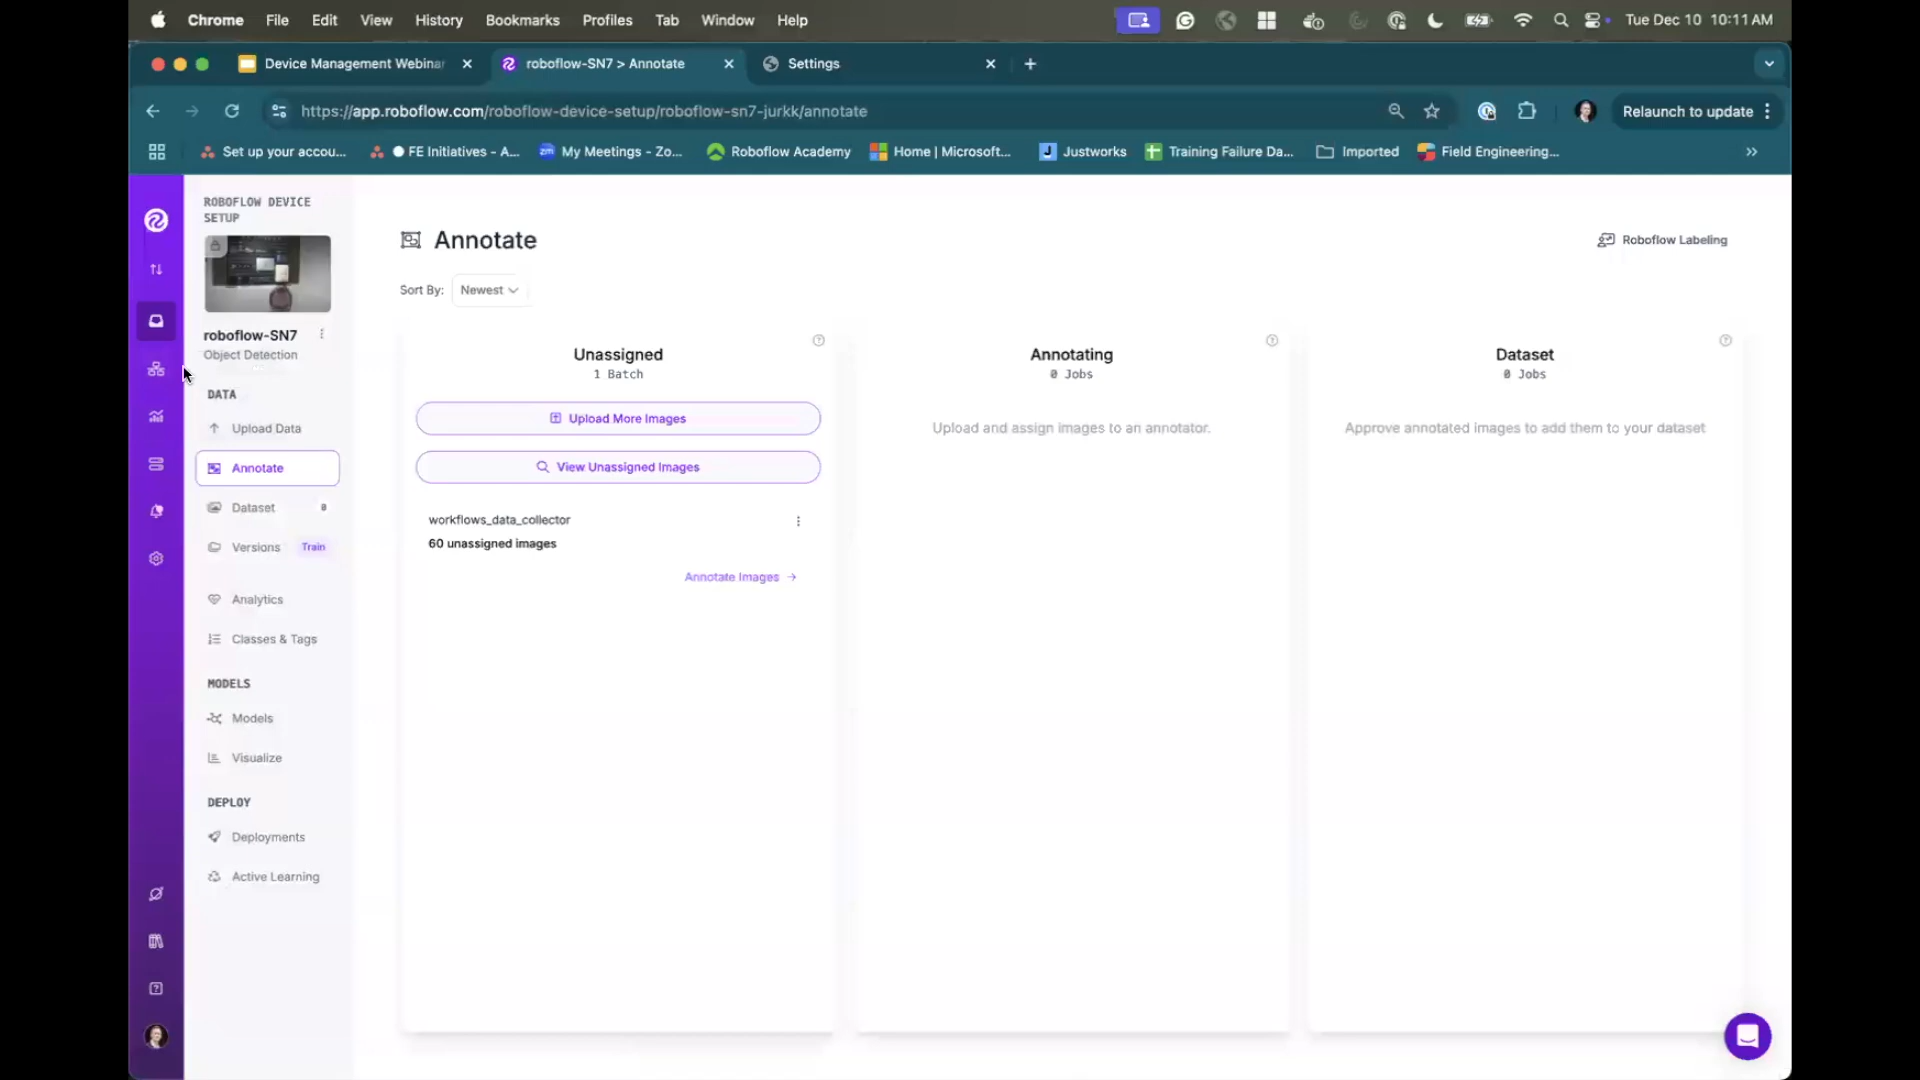 Chrome File Edit View History Bookmarks Profiles Tab Window Help Tue Dec 10 10:11 AM
Device Management Webinar roboflow-SN7 > Annotate Settings
https://app.roboflow.com/roboflow-device-setup/roboflow-sn7-jurkk/annotate Relaunch to update
Set up your accou... FE Initiatives - A... My Meetings - Zo... Roboflow Academy Home | Microsoft... Justworks Training Failure Da... Imported Field Engineering...
ROBOFLOW DEVICE
SETUP
roboflow-SN7
Object Detection
DATA
Upload Data
Annotate
Dataset 0
Versions Train
Analytics
Classes & Tags
MODELS
Models
Visualize
DEPLOY
Deployments
Active Learning
Annotate
Roboflow Labeling
Sort By: Newest
Unassigned
1 Batch
Upload More Images
View Unassigned Images
workflows_data_collector
60 unassigned images
Annotate Images →
Annotating
0 Jobs
Upload and assign images to an annotator.
Dataset
0 Jobs
Approve annotated images to add them to your dataset